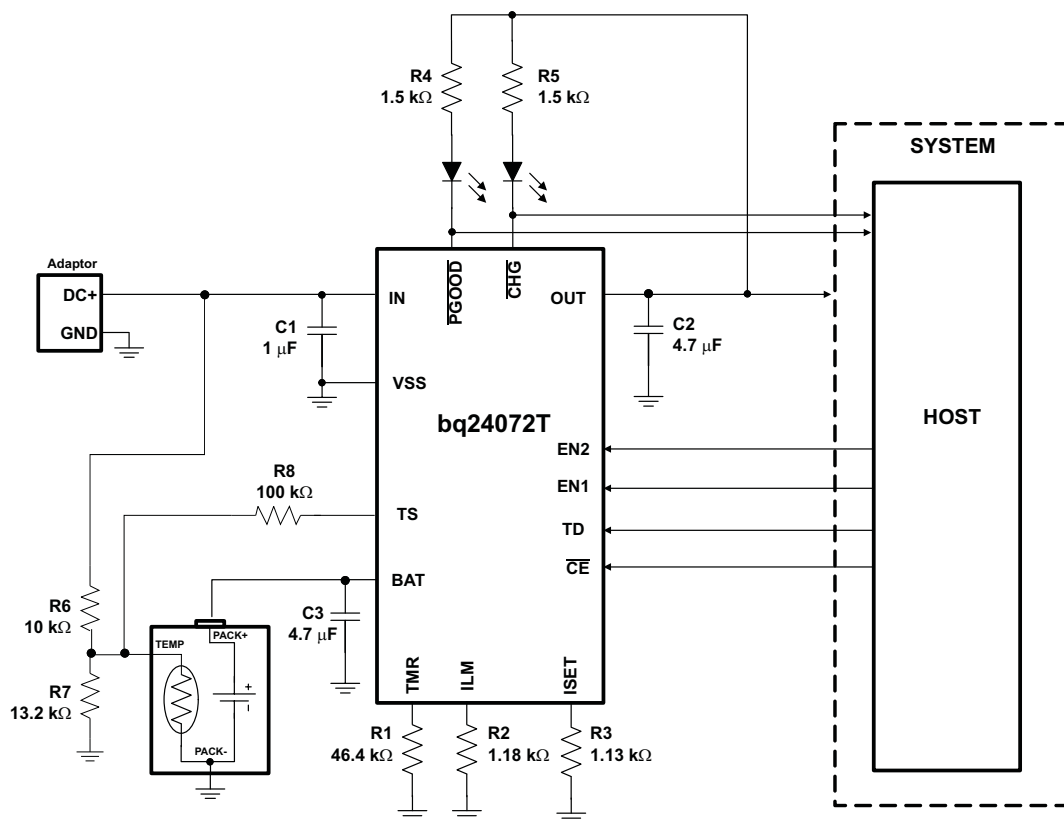 R4
1.5 kΩ
R5
1.5 kΩ
SYSTEM
Adaptor
DC+
GND
IN
PGOOD
CHG
OUT
C1
1 μF
C2
4.7 μF
VSS
bq24072T
HOST
EN2
R8
100 kΩ
EN1
TS
TD
BAT
CE
R6
10 kΩ
C3
4.7 μF
PACK+
TEMP
+
−
R7
13.2 kΩ
PACK-
TMR
ILM
ISET
R1
46.4 kΩ
R2
1.18 kΩ
R3
1.13 kΩ